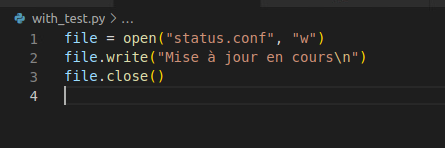 with_test.py > ...
1 file = open("status.conf", "w")
2 file.write("Mise à jour en cours\n")
3 file.close()
4